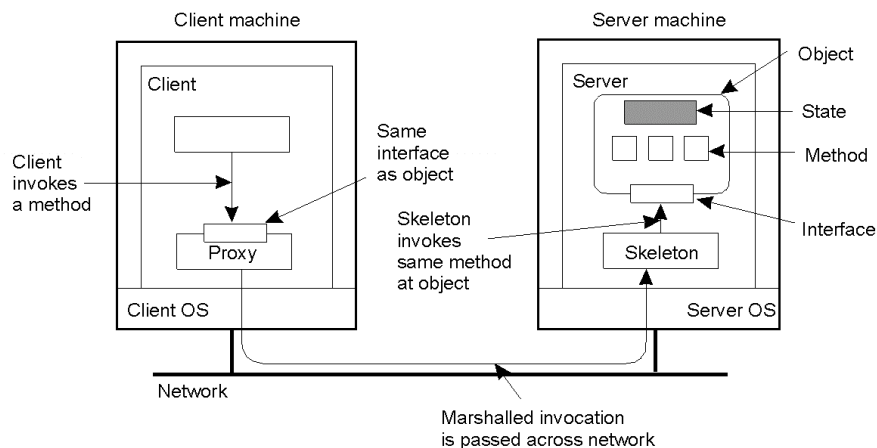 Client machine
Server machine
Object
Client
Server
State
Same
interface
as object
Client
invokes
a method
Method
Skeleton
invokes
same method
at object
Interface
Proxy
Skeleton
Client OS
Server OS
Network
Marshalled invocation
is passed across network